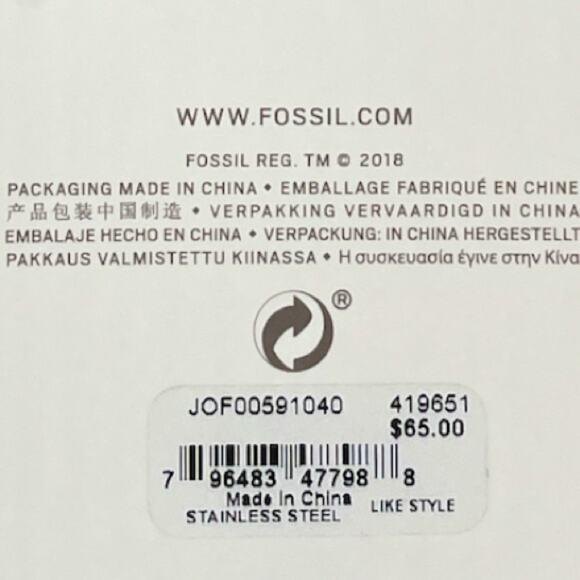 WWW.FOSSIL.COM
FOSSIL REG. TM © 2018
PACKAGING MADE IN CHINA • EMBALLAGE FABRIQUÉ EN CHINE
产品包装中国制造 • VERPAKKING VERVAARDIGD IN CHINA
EMBALAJE HECHO EN CHINA • VERPACKUNG: IN CHINA HERGESTELLT
PAKKAUS VALMISTETTU KIINASSA • Η συσκευασία έγινε στην Κίνα
®
JOF00591040 419651
$65.00
7 96483 47798 8
Made in China
STAINLESS STEEL LIKE STYLE